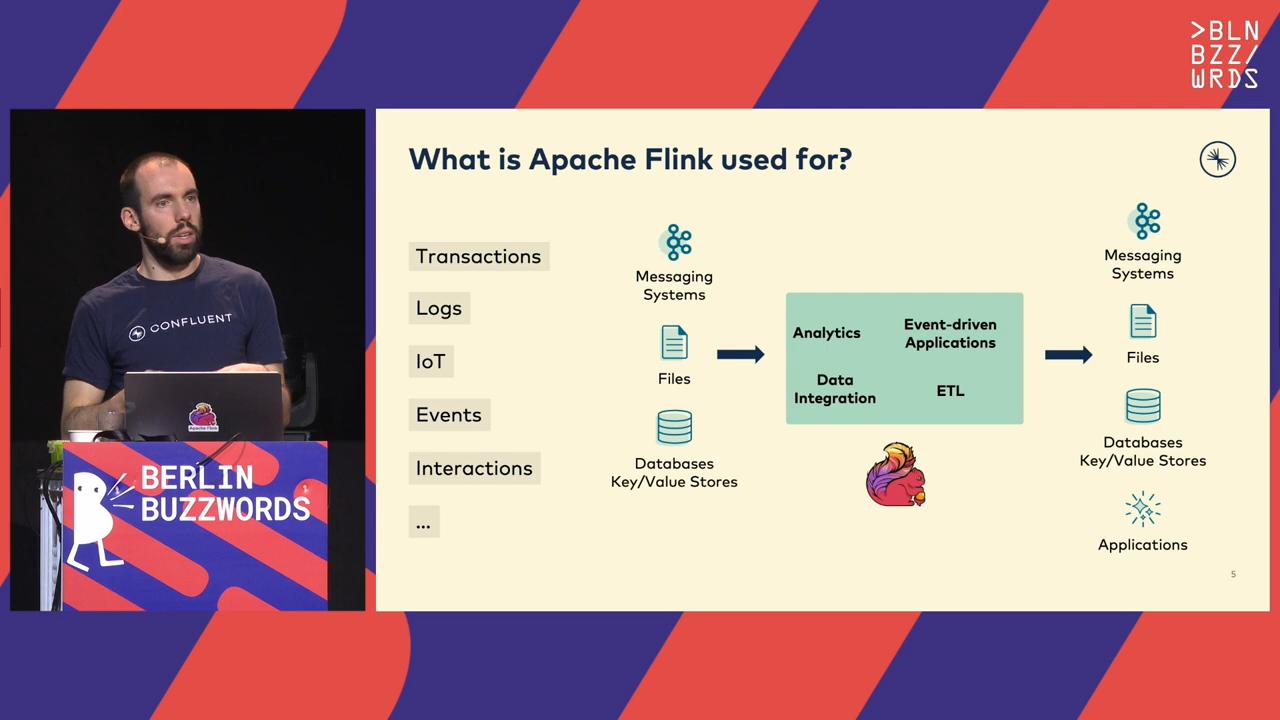 >BLN
BZZ/
WRDS
What is Apache Flink used for?
Transactions
Logs
IoT
Events
Interactions
...
Messaging
Systems
Files
Databases
Key/Value Stores
Analytics
Event-driven
Applications
Data
Integration
ETL
Messaging
Systems
Files
Databases
Key/Value Stores
Applications
5
CONFLUENT
Apache Flink
BERLIN
BUZZWORDS